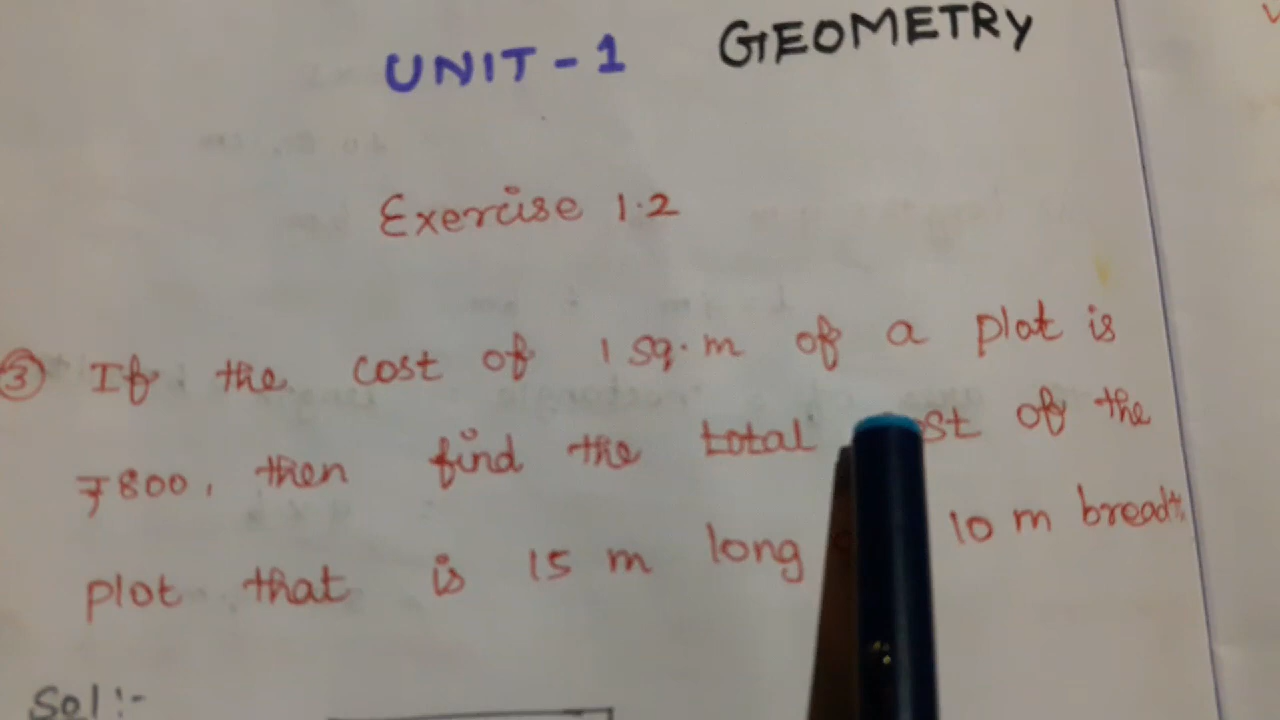 UNIT - 1 GEOMETRY
Exercise 1.2
③ If the cost of 1 sq.m of a plot is
₹800, then find the total cost of the
plot that is 15 m long 10 m breadth
Sol:-